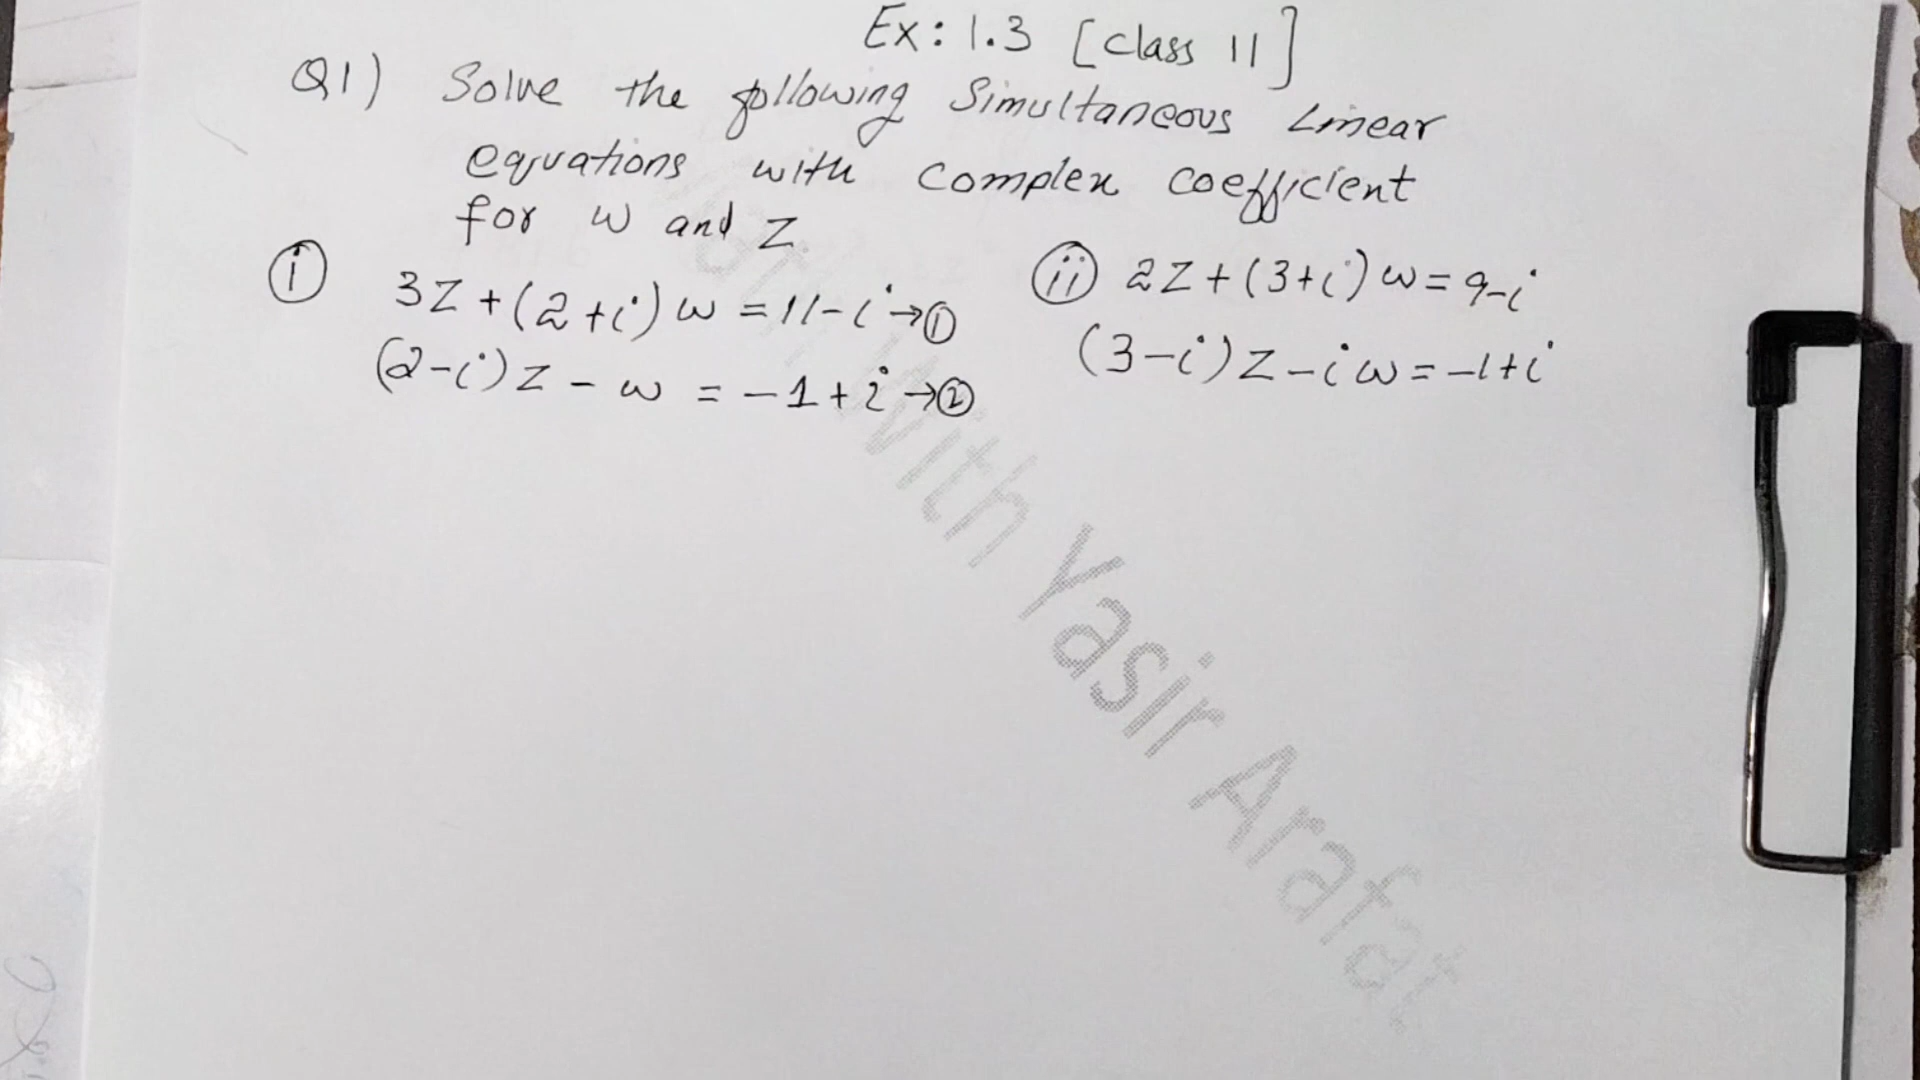 Ex: 1.3 [class 11]
Q1) Solve the following Simultaneous Linear
equations with complex coefficient
for w and z
(i) 3z + (2+i)w = 11-i →①
(2-i)z - w = -1+i →②
(ii) 2z + (3+i)w = 9-i
(3-i)z - iw = -1+i
With Yasir Arafat